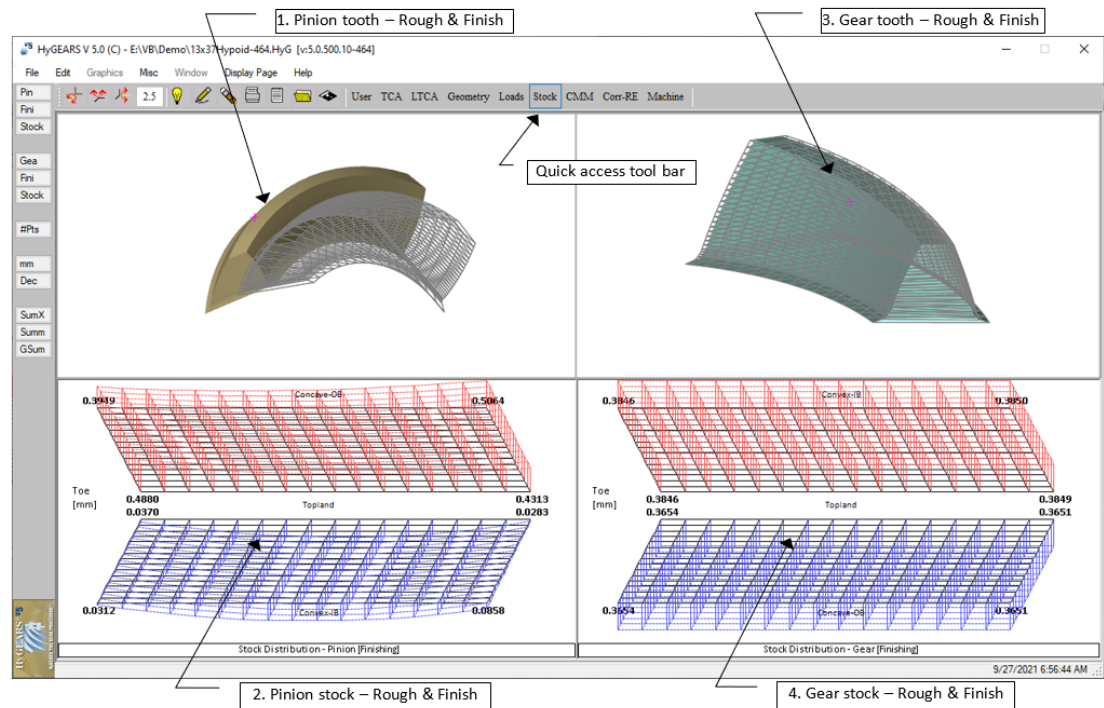 1. Pinion tooth – Rough & Finish
3. Gear tooth – Rough & Finish
HyGEARS V 5.0 (C) - E:\VB\Demo\13x37Hypoid-464.HyG [v:5.0.500.10-464]
File Edit Graphics Misc Window Display Page Help
Pin
Fini
Stock
Gea
Fini
Stock
#Pts
mm
Dec
SumX
Summ
GSum
2.5 User TCA LTCA Geometry Loads Stock CMM Corr-RE Machine
Quick access tool bar
Concave-OB
0.3949 0.5064
Toe
[mm]
0.4880 Topland 0.4313
0.0370 0.0283
0.0312 Convex-IB 0.0858
Stock Distribution - Pinion [Finishing]
Convex-IB
0.3846 0.3850
Toe
[mm]
0.3846 Topland 0.3849
0.3654 0.3651
0.3654 Concave-OB 0.3651
Stock Distribution - Gear [Finishing]
HyGEARS V5
9/27/2021 6:56:44 AM
2. Pinion stock – Rough & Finish
4. Gear stock – Rough & Finish